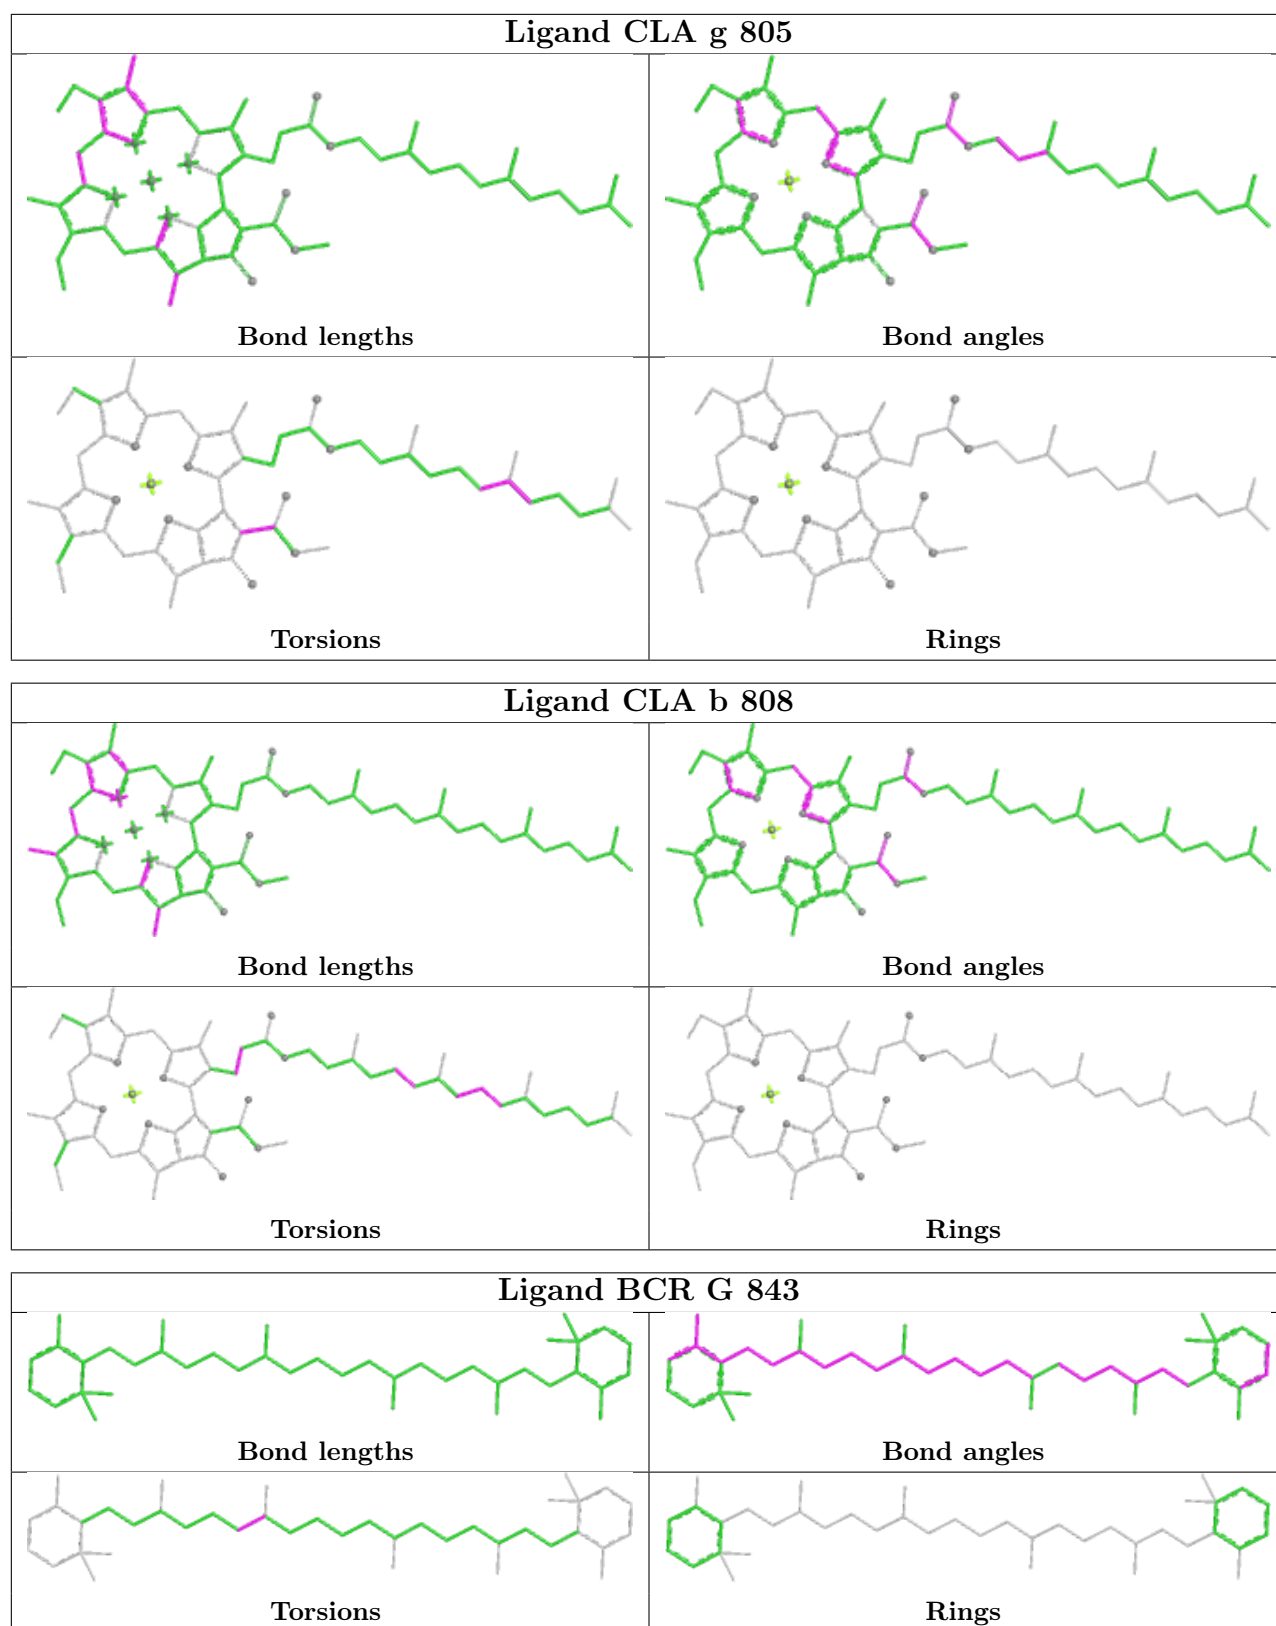 Ligand CLA g 805
Bond lengths
Bond angles
Torsions
Rings
Ligand CLA b 808
Bond lengths
Bond angles
Torsions
Rings
Ligand BCR G 843
Bond lengths
Bond angles
Torsions
Rings